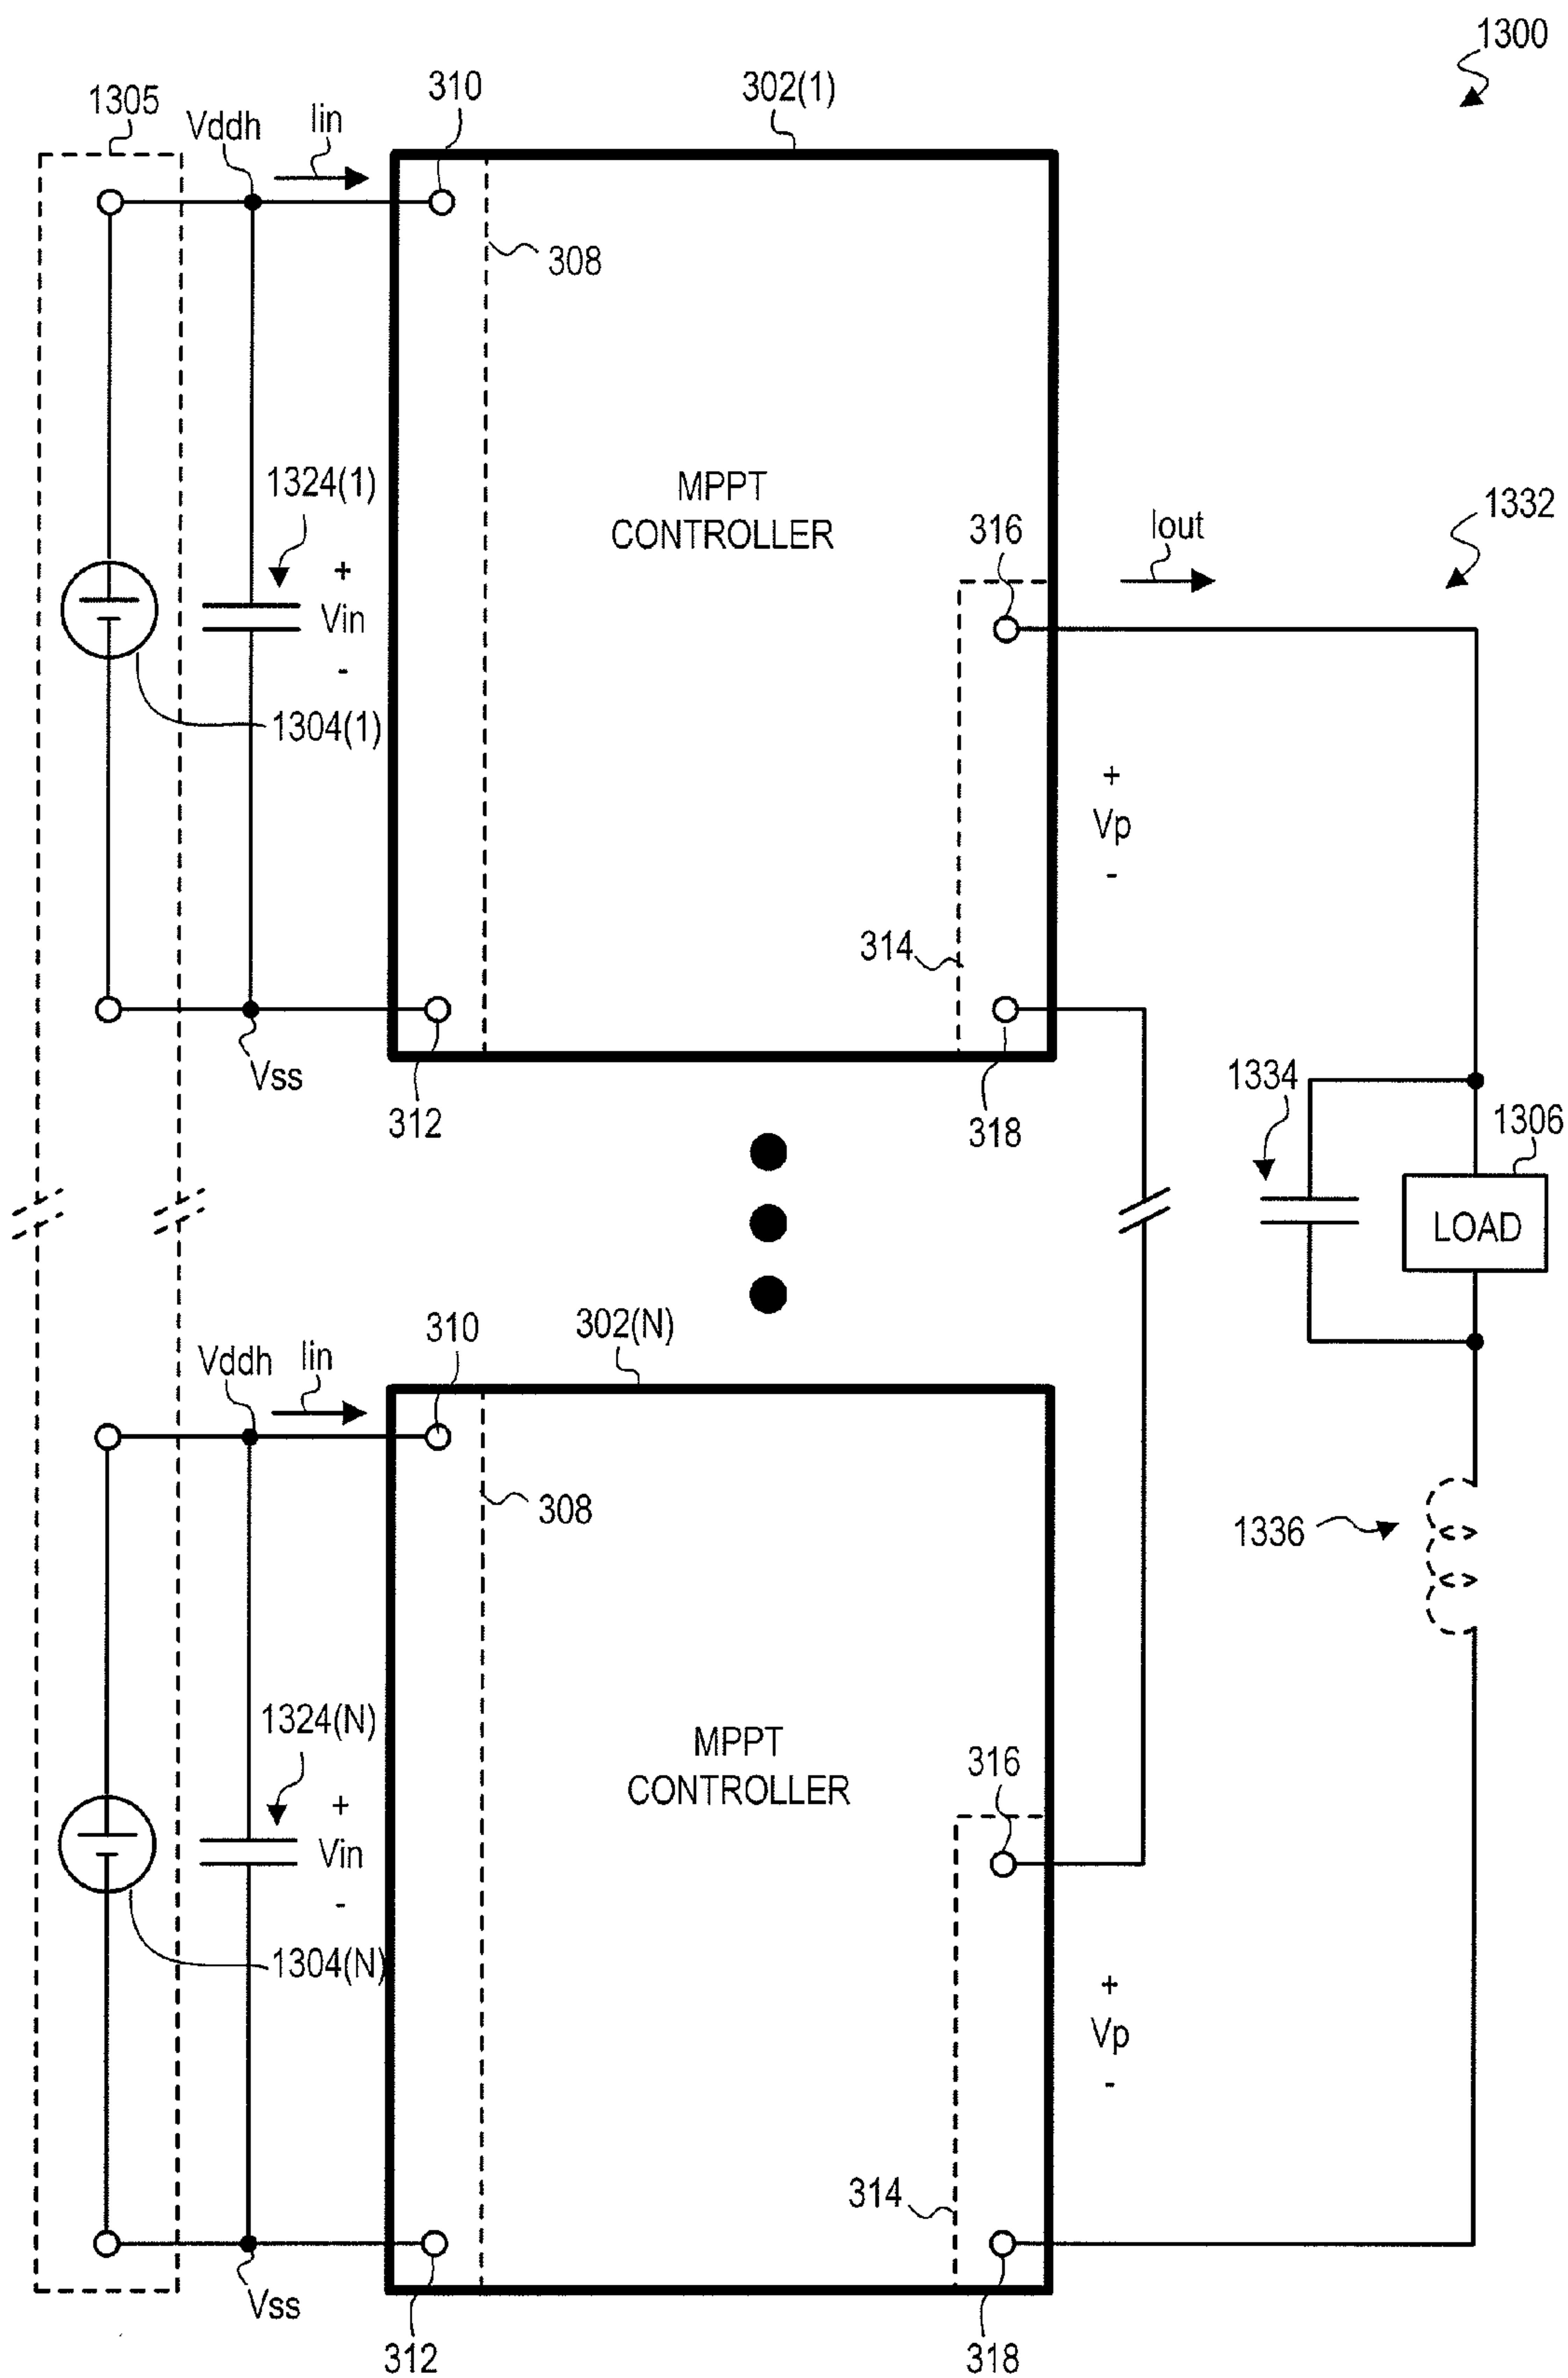 1300
1305
Vddh
Iin
310
302(1)
308
1324(1)
+
Vin
-
1304(1)
MPPT
CONTROLLER
316
Iout
1332
+
Vp
-
314
Vss
312
318
1334
1306
LOAD
310
302(N)
Vddh
Iin
308
1336
1324(N)
+
Vin
-
1304(N)
MPPT
CONTROLLER
316
+
Vp
-
314
Vss
312
318